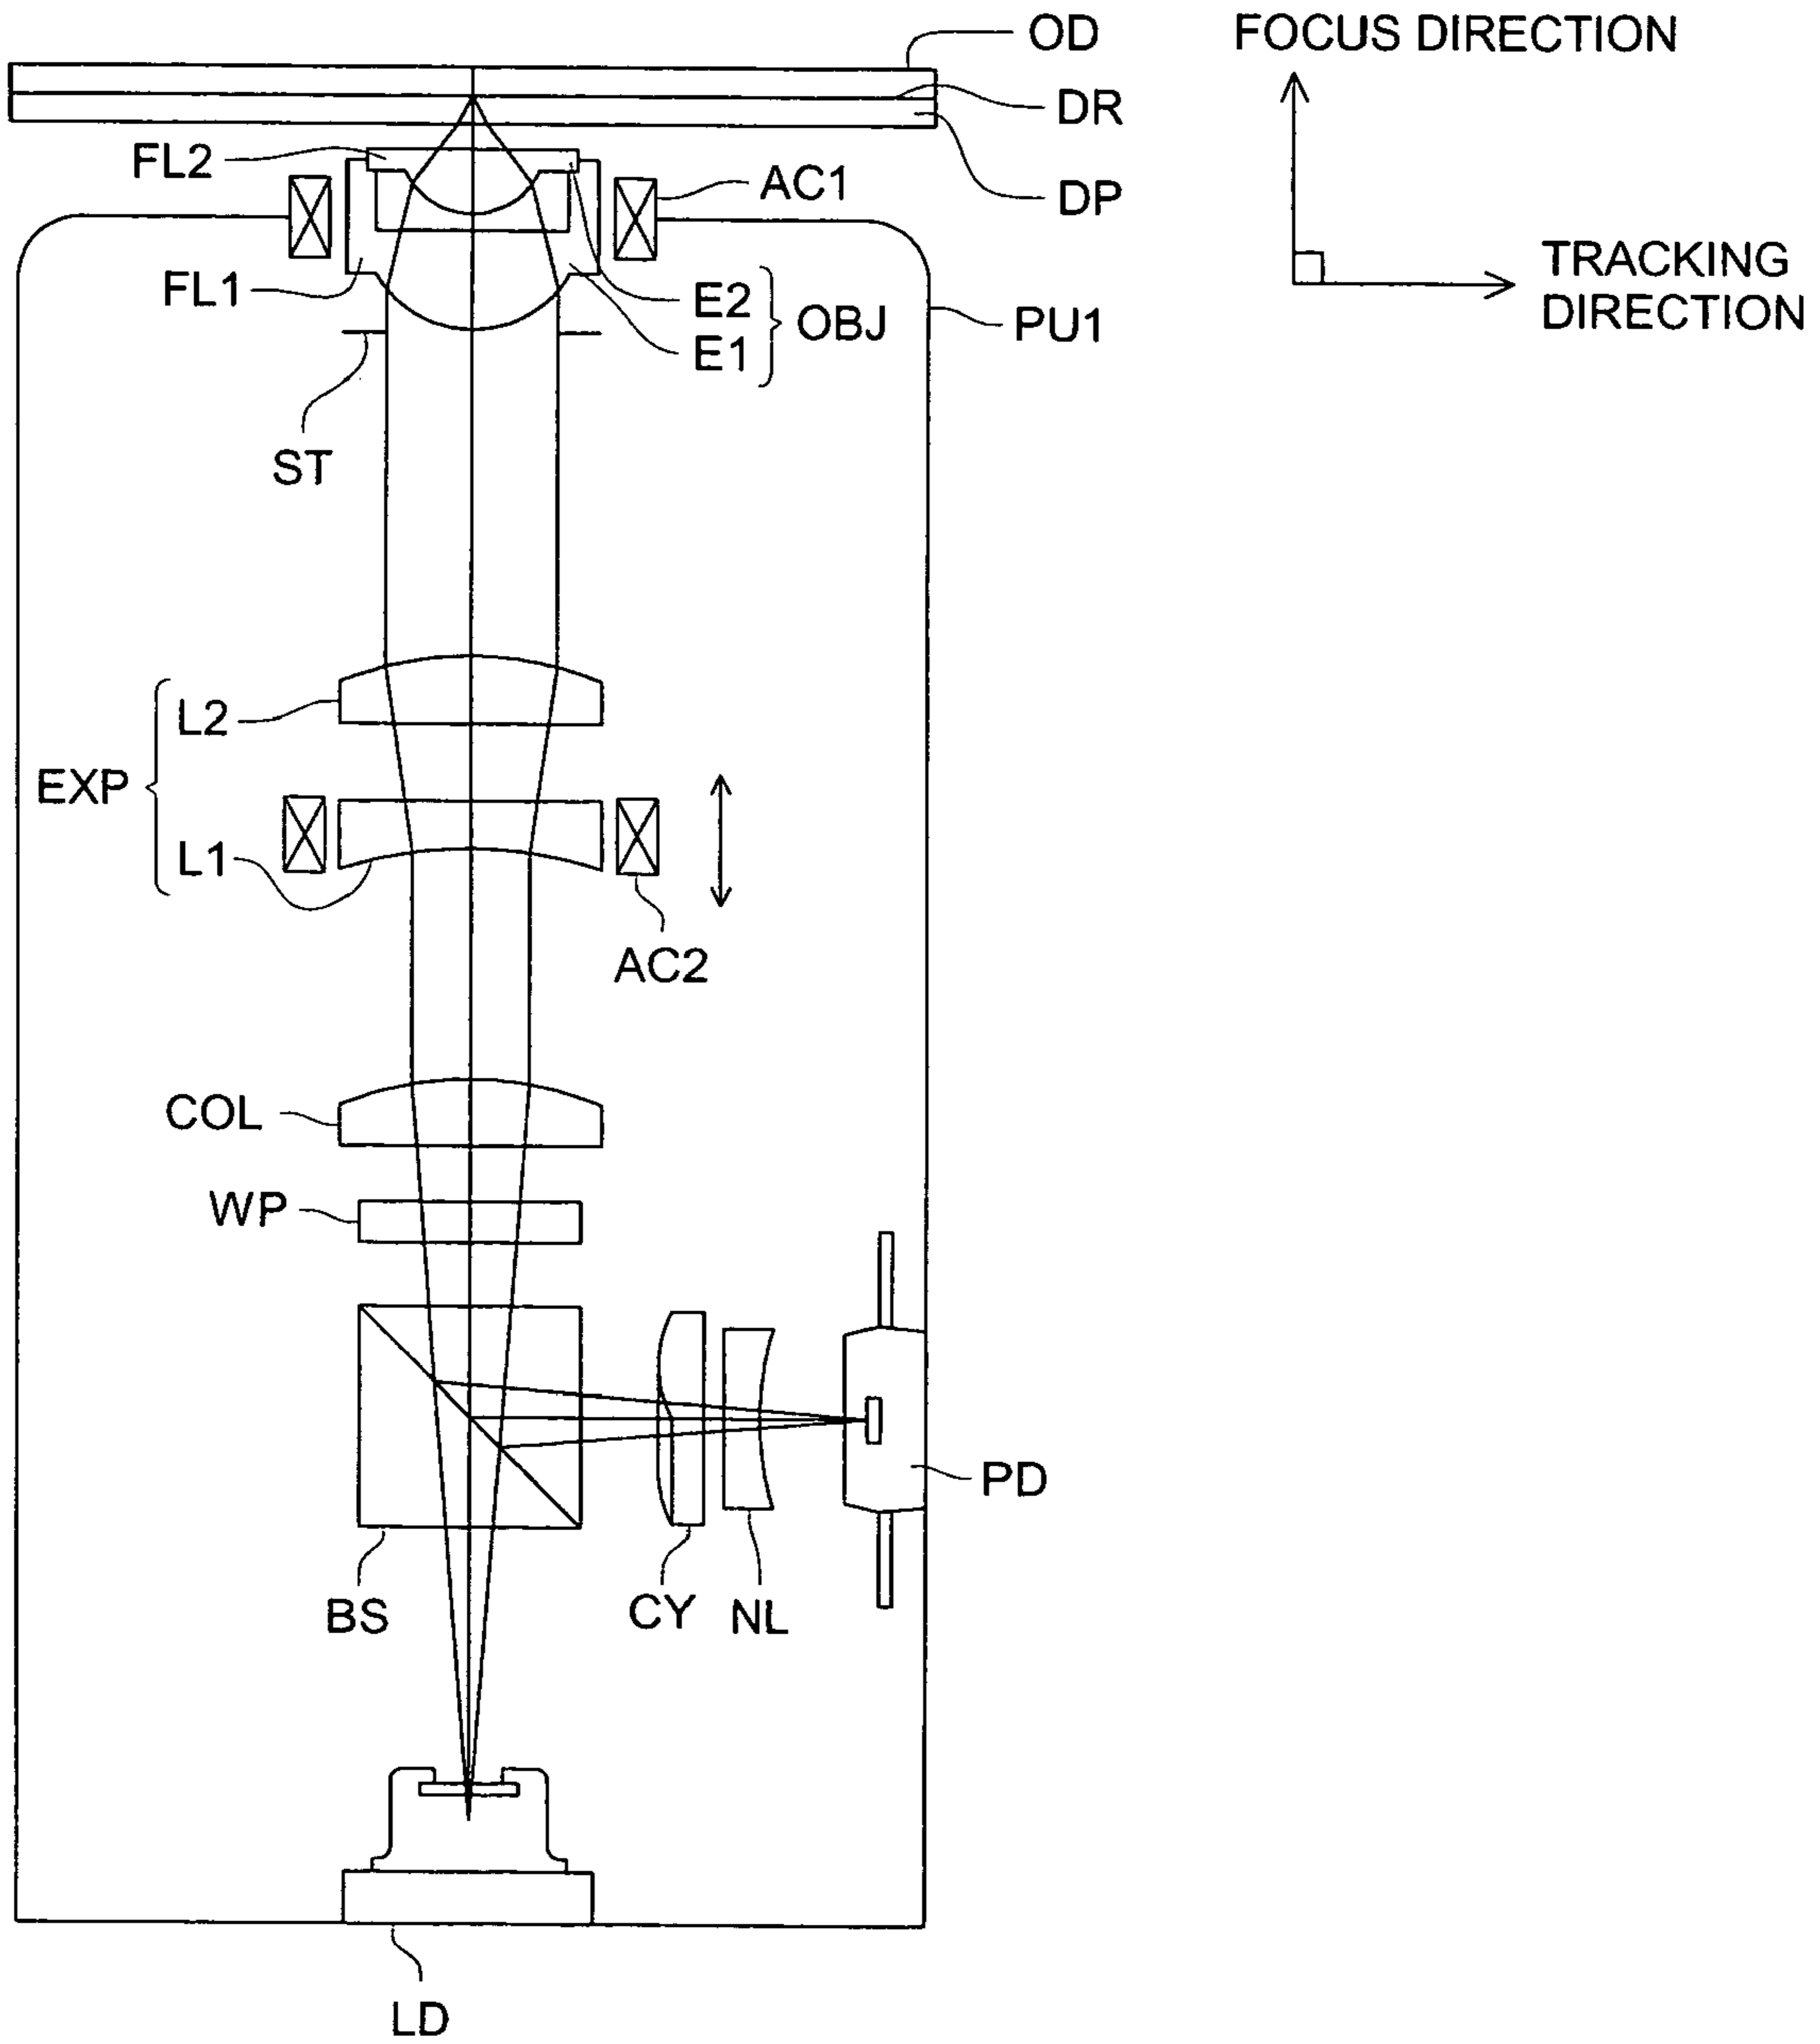 OD
FOCUS DIRECTION
DR
FL2
AC1
DP
TRACKING
DIRECTION
FL1
E2
OBJ
PU1
E1
ST
L2
EXP
L1
AC2
COL
WP
PD
BS
CY
NL
LD